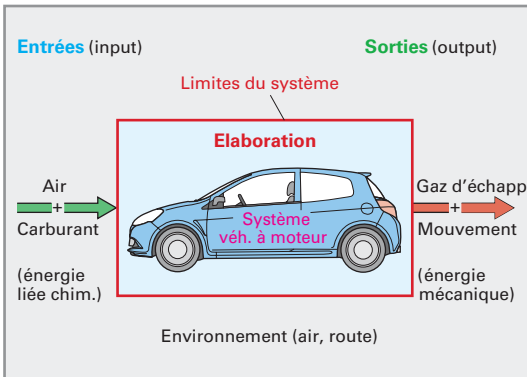 Entrées (input)
Sorties (output)
Limites du système
Elaboration
Air
+
Carburant
(énergie
liée chim.)
Système
véh. à moteur
Gaz d'échapp
+
Mouvement
(énergie
mécanique)
Environnement (air, route)